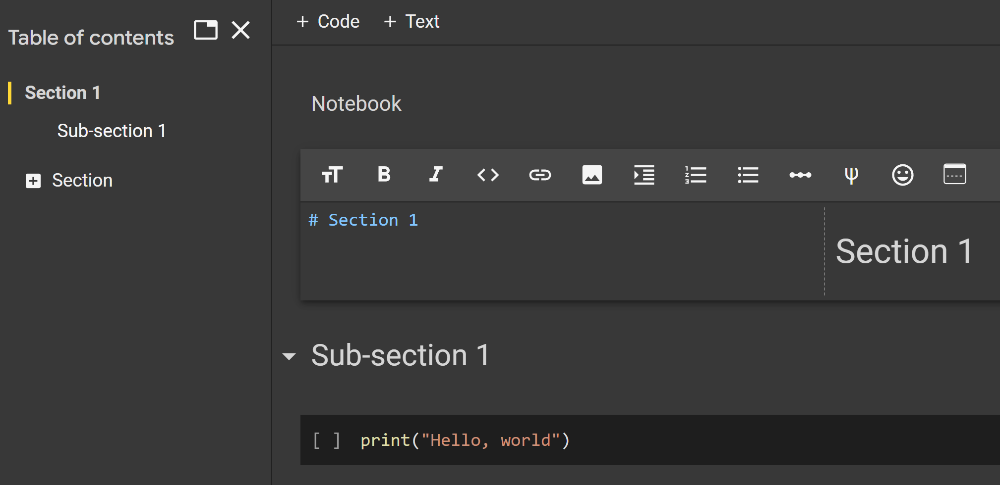 Table of contents
Section 1
Sub-section 1
Section
+ Code + Text
Notebook
# Section 1
Section 1
Sub-section 1
[ ] print("Hello, world")